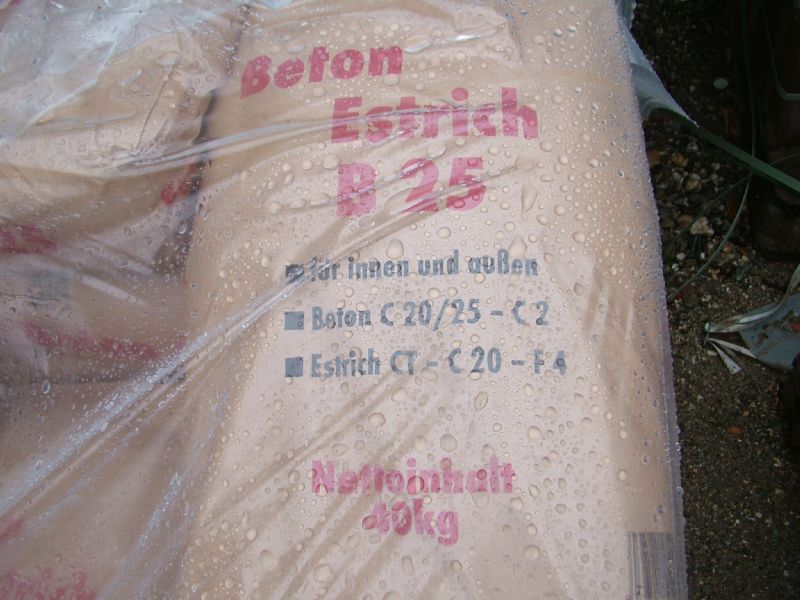 Beton
Estrich
B 25
für innen und außen
Beton C 20/25 - C 2
Estrich CT - C 20 - F 4
Nettoinhalt
40kg